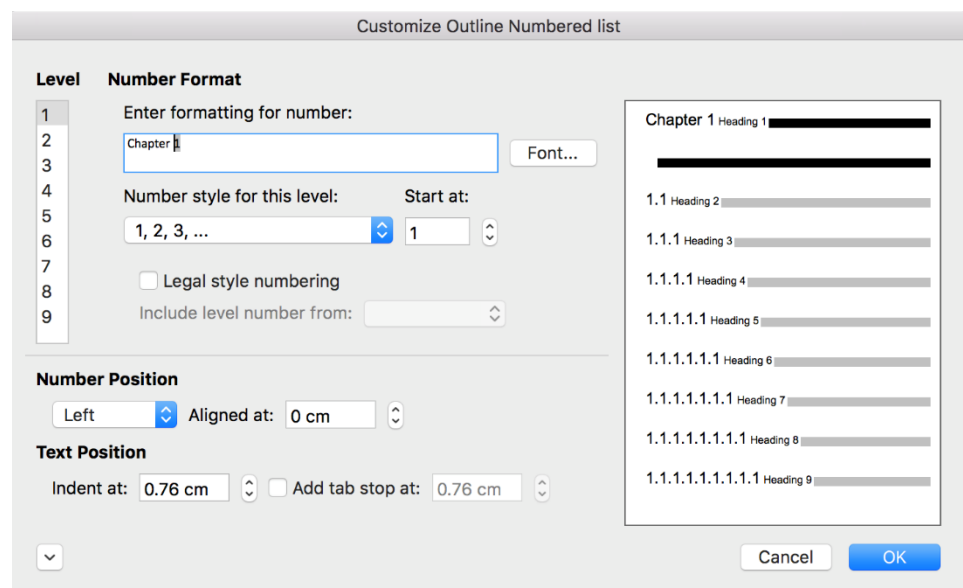 Customize Outline Numbered list
Level Number Format
1
2
3
4
5
6
7
8
9
Enter formatting for number:
Chapter 1
Font...
Number style for this level: Start at:
1, 2, 3, ... 1
Legal style numbering
Include level number from:
Number Position
Left Aligned at: 0 cm
Text Position
Indent at: 0.76 cm Add tab stop at: 0.76 cm
Chapter 1 Heading 1
1.1 Heading 2
1.1.1 Heading 3
1.1.1.1 Heading 4
1.1.1.1.1 Heading 5
1.1.1.1.1.1 Heading 6
1.1.1.1.1.1.1 Heading 7
1.1.1.1.1.1.1.1 Heading 8
1.1.1.1.1.1.1.1.1 Heading 9
Cancel OK